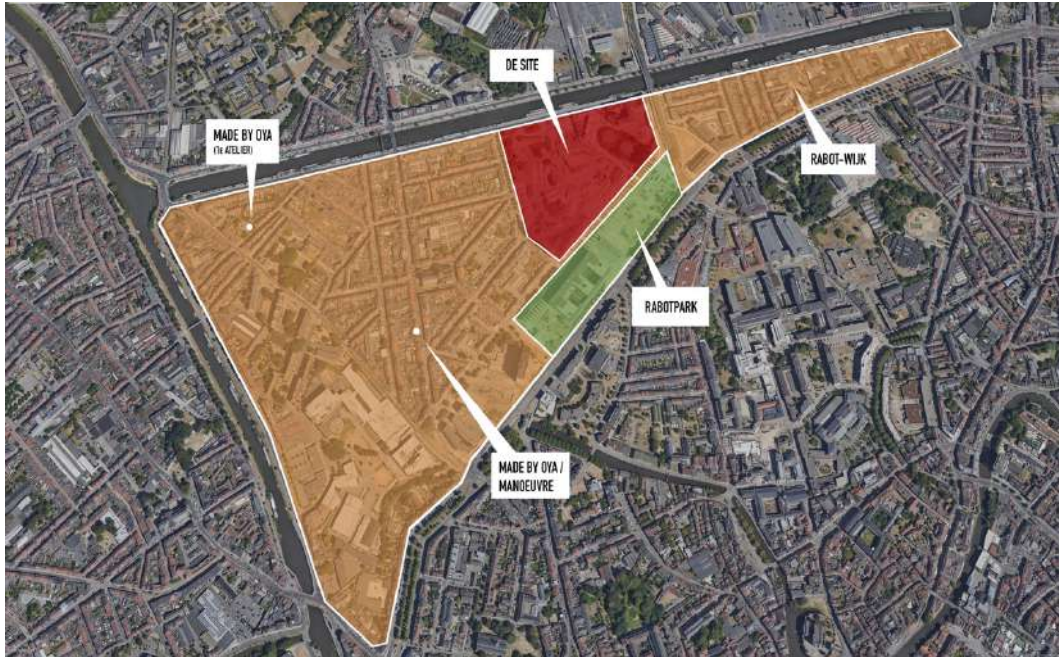 DE SITE
MADE BY OYA
(1e ATELIER)
RABOT-WIJK
RABOTPARK
MADE BY OYA /
MANOEUVRE